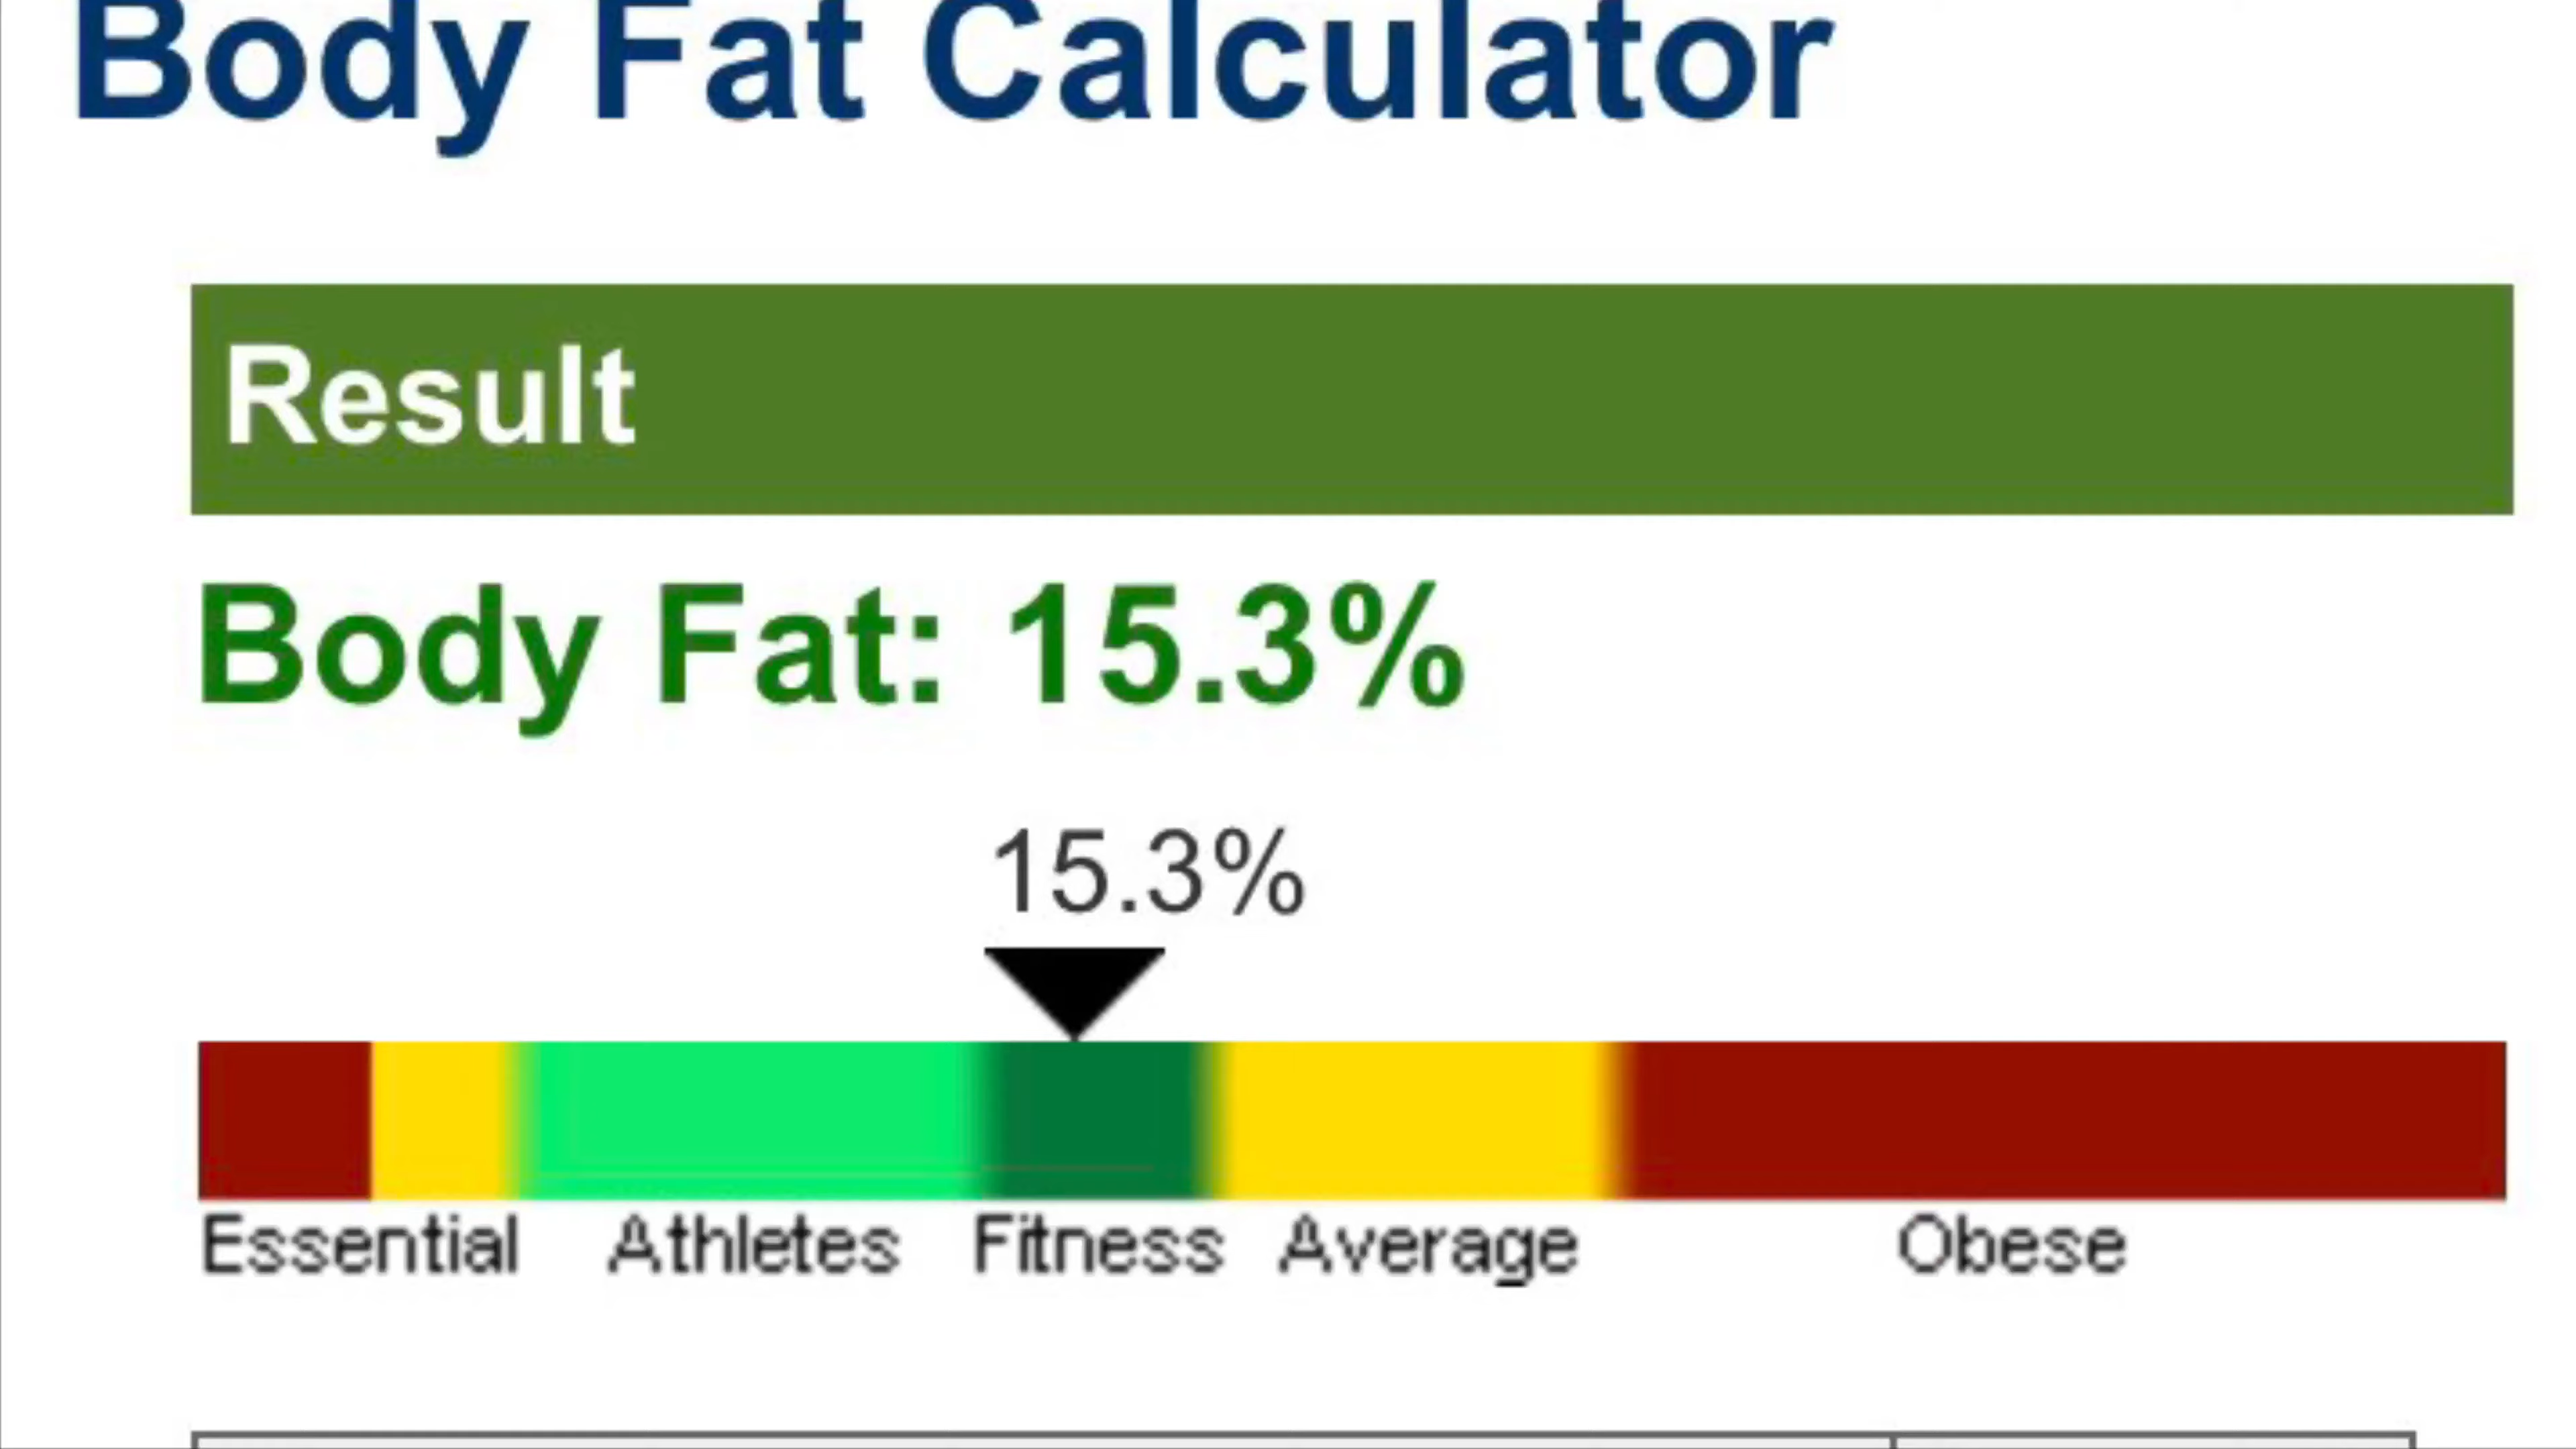 Body Fat Calculator
Result
Body Fat: 15.3%
15.3%
Essential Athletes Fitness Average Obese